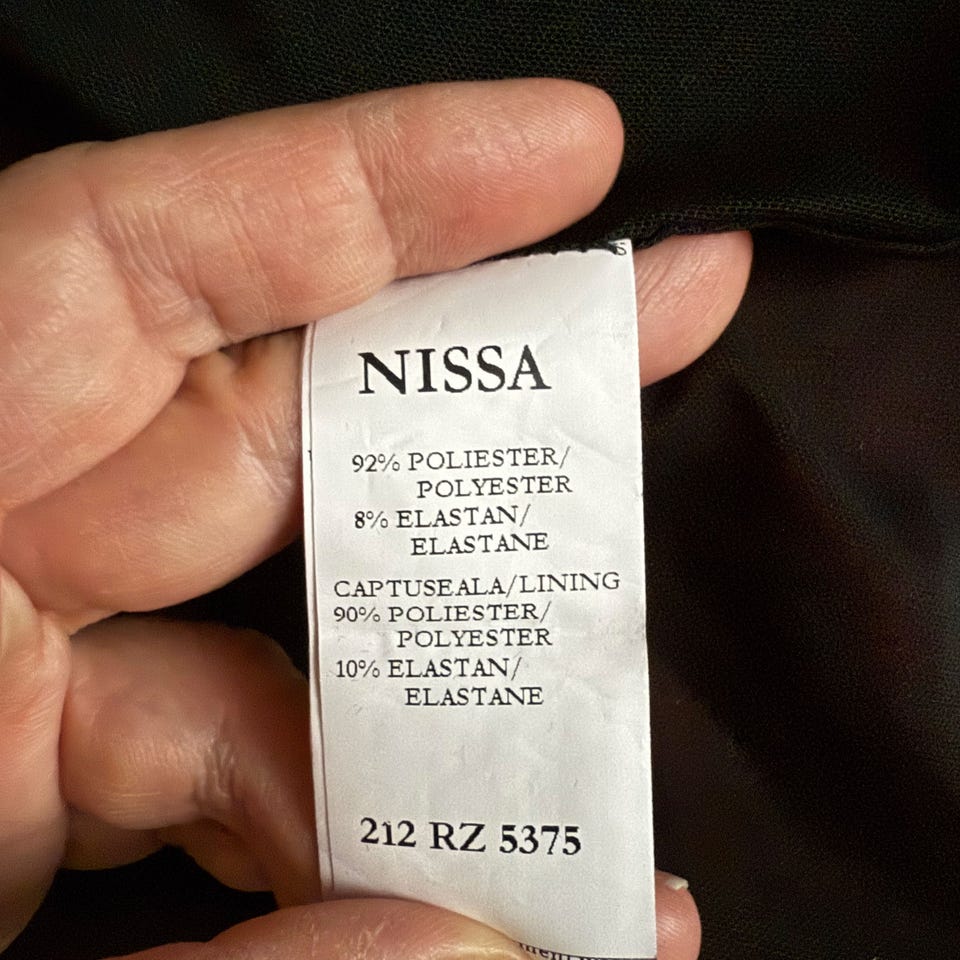 S
NISSA
92% POLIESTER/
POLYESTER
8% ELASTAN/
ELASTANE
CAPTUSEALA/LINING
90% POLIESTER/
POLYESTER
10% ELASTAN/
ELASTANE
212 RZ 5375